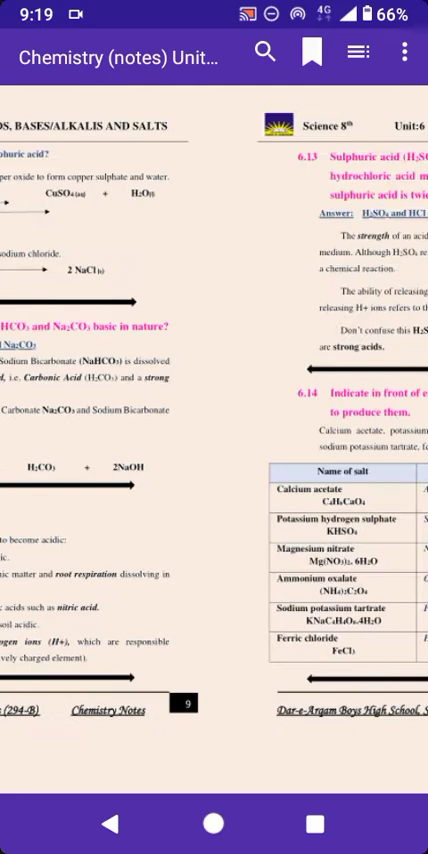 9:19
4G
66%
Chemistry (notes) Unit...
DS, BASES/ALKALIS AND SALTS
phuric acid?
per oxide to form copper sulphate and water.
CuSO₄(aq) + H₂O(l)
sodium chloride.
2 NaCl(s)
HCO₃ and Na₂CO₃ basic in nature?
d Na₂CO₃
Sodium Bicarbonate (NaHCO₃) is dissolved
d, i.e. Carbonic Acid (H₂CO₃) and a strong
Carbonate Na₂CO₃ and Sodium Bicarbonate
H₂CO₃ + 2NaOH
to become acidic:
ic.
nic matter and root respiration dissolving in
c acids such as nitric acid.
soil acidic.
ogen ions (H+), which are responsible
vely charged element).
s (294-B) Chemistry Notes 9
Science 8th Unit:6
6.13 Sulphuric acid (H₂SO
hydrochloric acid m
sulphuric is twic
Answer: H₂SO₄ and HCl
The strength of an acid
medium. Although H₂SO₄ re
a chemical reaction.
The ability of releasing
releasing H+ ions refers to th
Don't confuse this H₂S
are strong acids.
6.14 Indicate in front of e
to produce them.
Calcium acetate, potassium
sodium potassium tartrate, fe
Name of salt
Calcium acetate A
C₄H₆CaO₄
Potassium hydrogen sulphate S
KHSO₄
Magnesium nitrate N
Mg(NO₃)₂. 6H₂O
Ammonium oxalate O
(NH₄)₂C₂O₄
Sodium potassium tartrate P
KNaC₄H₄O₆.4H₂O
Ferric chloride H
FeCl₃
Dar-e-Arqam Boys High School, S